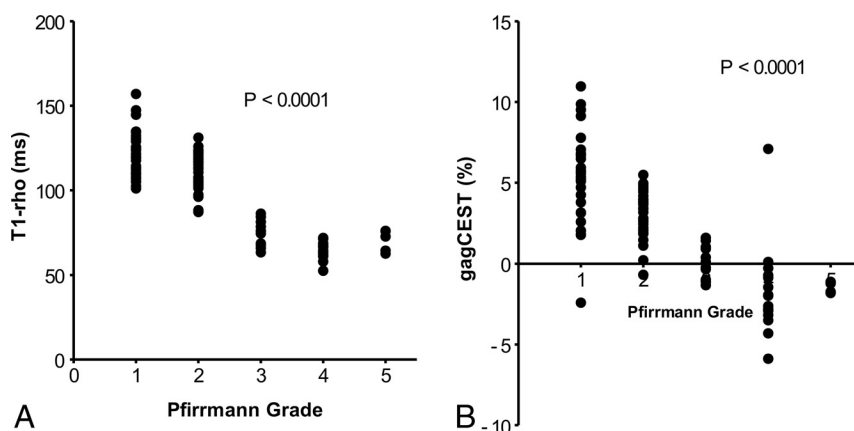 200
150
100
50
0
T1-rho (ms)
P < 0.0001
0 1 2 3 4 5
Pfirrmann Grade
A
15
10
5
0
- 5
- 10
gagCEST (%)
P < 0.0001
1 2 5
Pfirrmann Grade
B